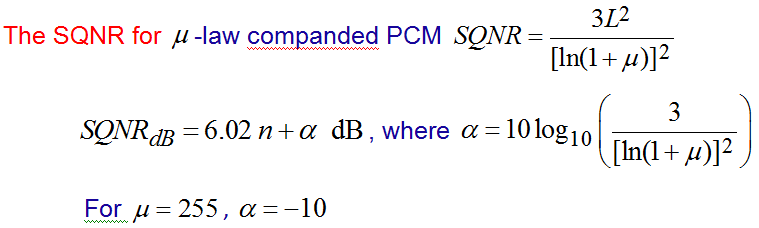 The SQNR for μ-law companded PCM SQNR = 3L² / [ln(1+μ)]²
SQNR_dB = 6.02 n + α dB, where α = 10 log₁₀ ( 3 / [ln(1+μ)]² )
For μ = 255, α = −10